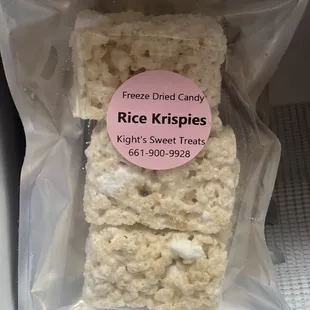 Freeze Dried Candy
Rice Krispies
Kight's Sweet Treats
661-900-9928